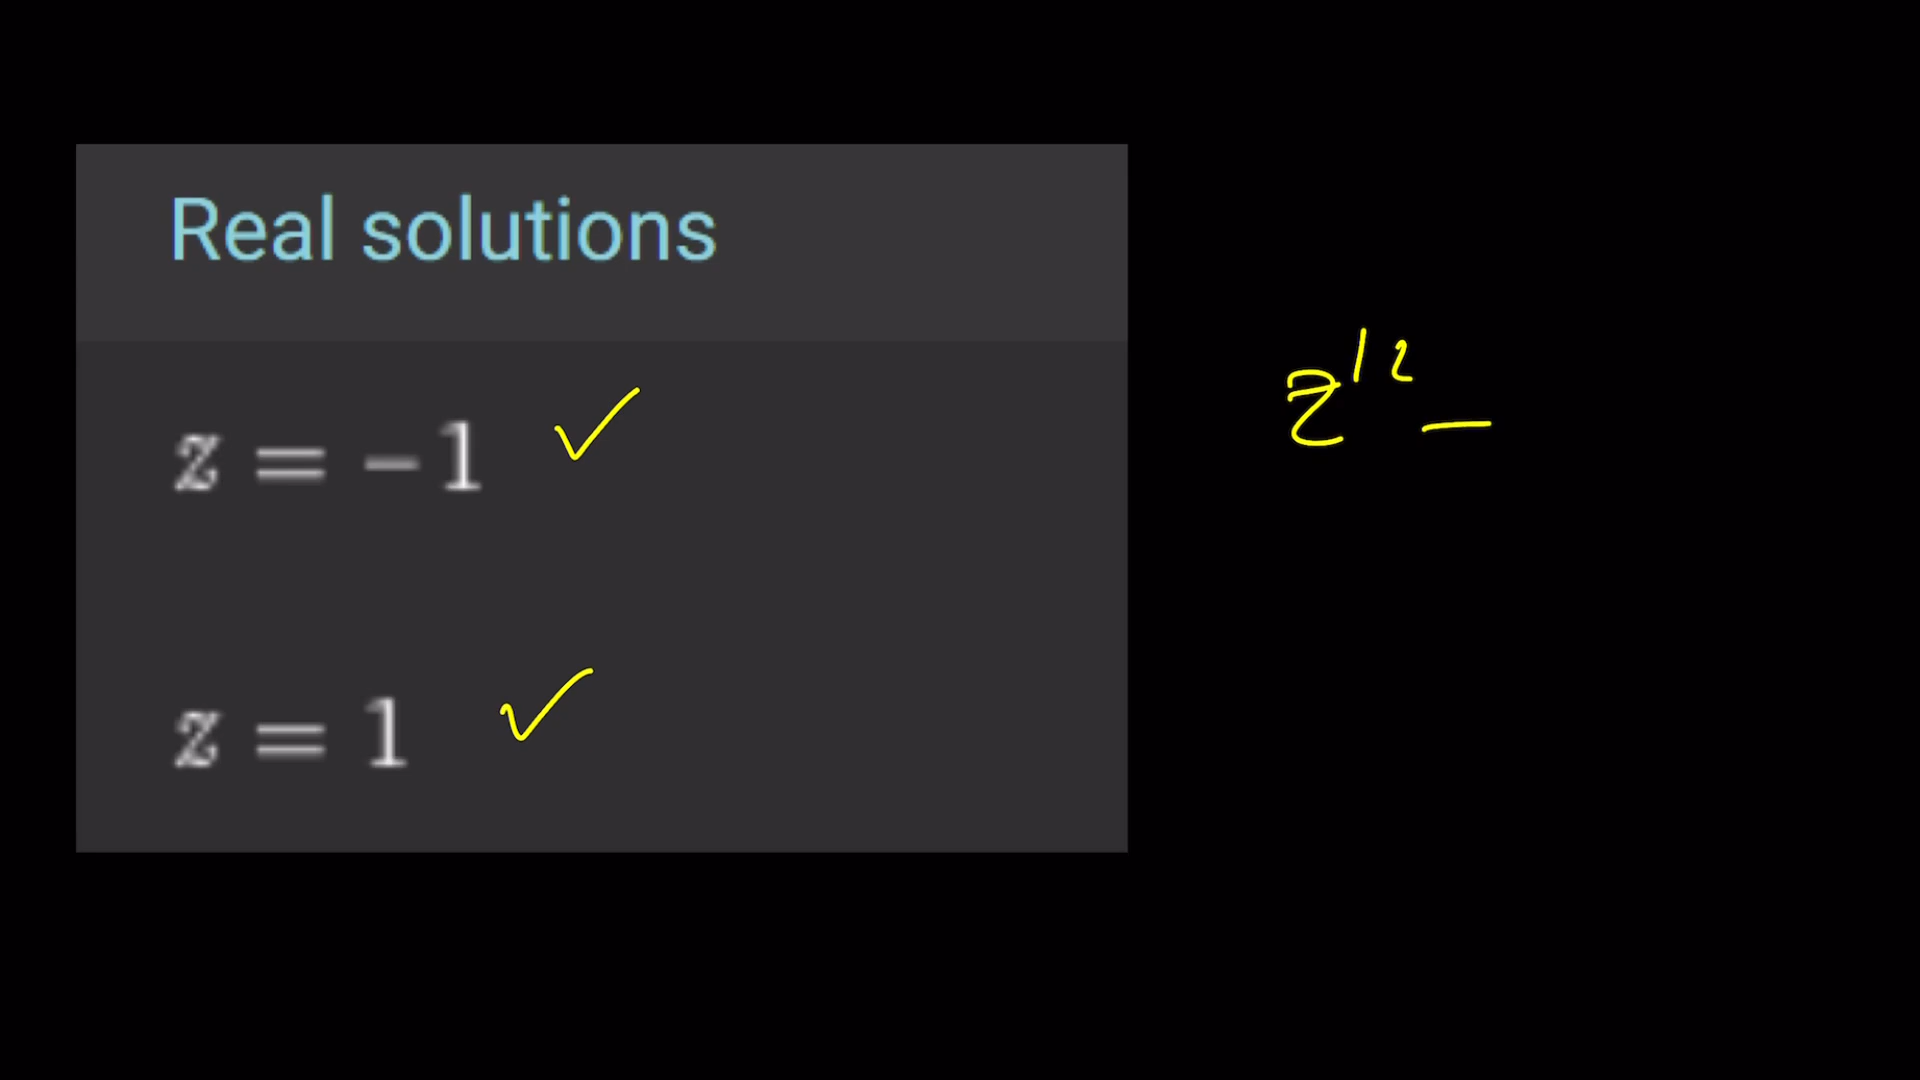 Real solutions
z = −1 ✓
z = 1 ✓
z¹² −